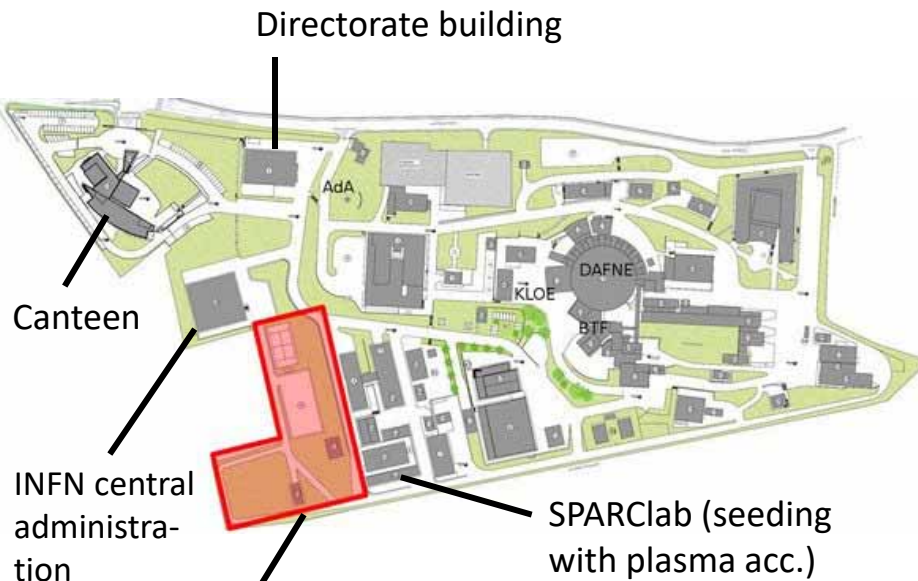 Directorate building
AdA
DAFNE
KLOE
BTF
Canteen
INFN central
administra-
tion
SPARClab (seeding
with plasma acc.)